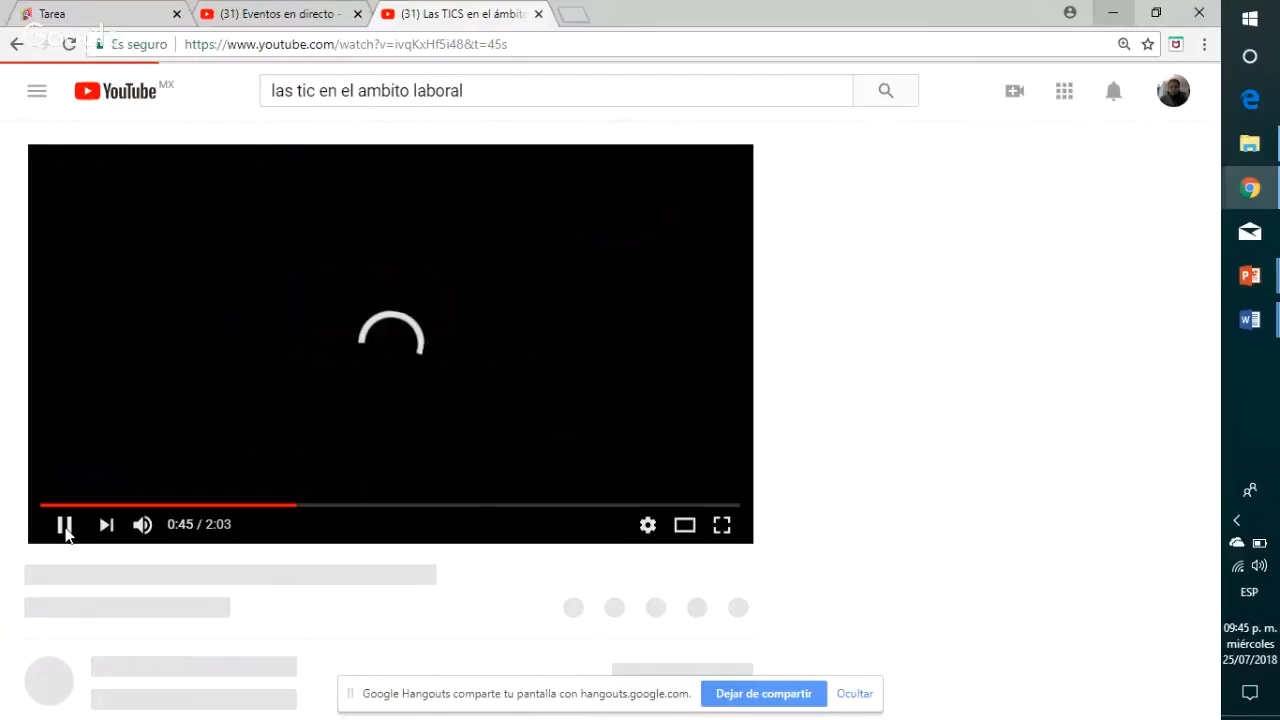 Tarea
(31) Eventos en directo -
(31) Las TICS en el ámbit
Es seguro
https://www.youtube.com/watch?v=ivqKxHf5i48&t=45s
YouTube MX
las tic en el ambito laboral
0:45 / 2:03
Google Hangouts comparte tu pantalla con hangouts.google.com.
Dejar de compartir
Ocultar
ESP
09:45 p. m.
miércoles
25/07/2018